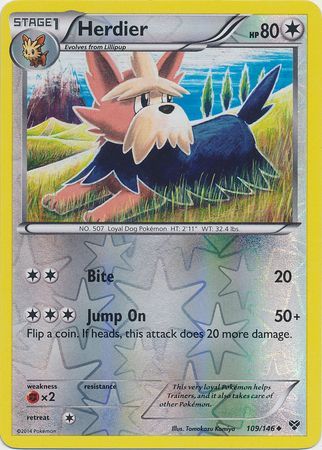 STAGE1
Herdier
HP 80
Evolves from Lillipup
NO. 507 Loyal Dog Pokémon HT: 2'11" WT: 32.4 lbs.
Bite 20
Jump On 50+
Flip a coin. If heads, this attack does 20 more damage.
weakness resistance
×2
retreat
This very loyal Pokémon helps
Trainers, and it also takes care of
other Pokémon.
©2014 Pokémon
Illus. Tomokazu Komiya
109/146
XY